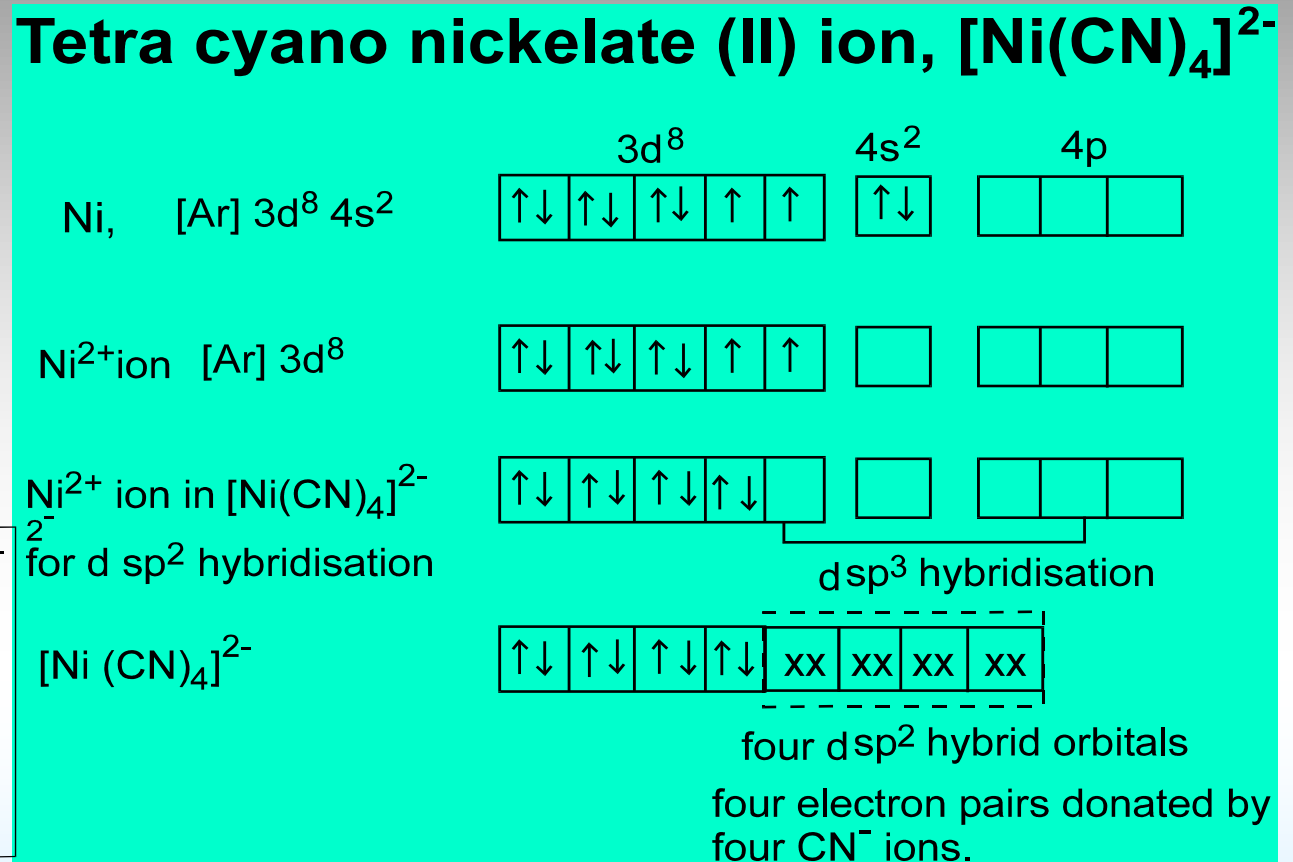 Tetra cyano nickelate (II) ion, [Ni(CN)₄]²⁻
3d⁸ 4s² 4p
Ni, [Ar] 3d⁸ 4s² ↑↓ ↑↓ ↑↓ ↑ ↑ ↑↓
Ni²⁺ion [Ar] 3d⁸ ↑↓ ↑↓ ↑↓ ↑ ↑
Ni²⁺ ion in [Ni(CN)₄]²⁻ ↑↓ ↑↓ ↑↓ ↑↓
2⁻
for d sp² hybridisation
dsp³ hybridisation
[Ni (CN)₄]²⁻ ↑↓ ↑↓ ↑↓ ↑↓ xx xx xx xx
four dsp² hybrid orbitals
four electron pairs donated by
four CN⁻ ions.